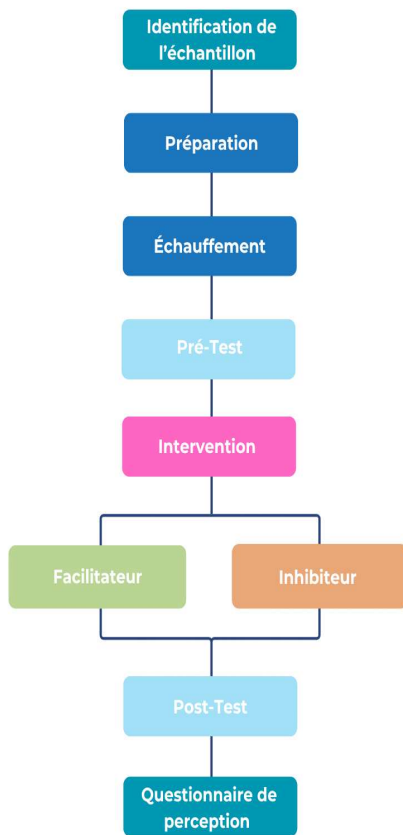 Identification de
l'échantillon
Préparation
Échauffement
Pré-Test
Intervention
Facilitateur
Inhibiteur
Post-Test
Questionnaire de
perception